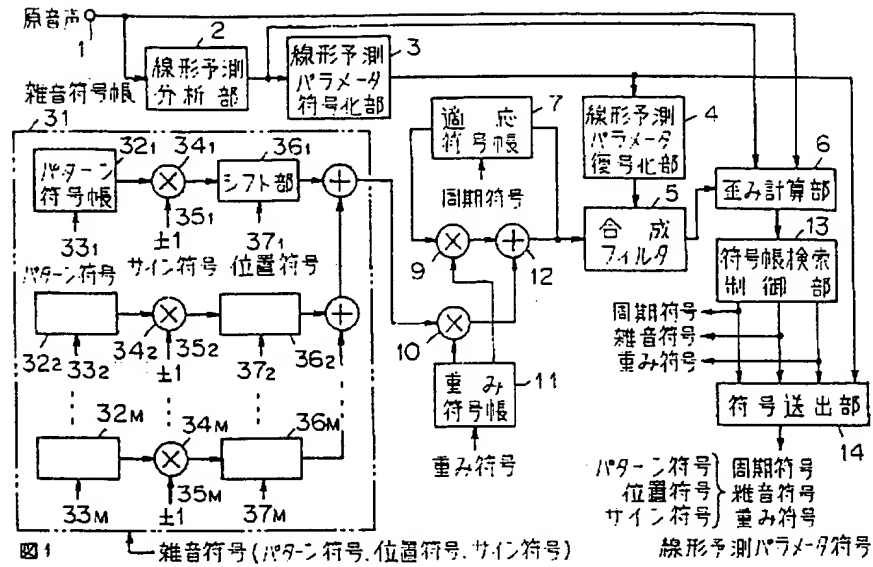 原音声
1
2
線形予測
分析部
3
線形予測
パラメータ
符号化部
雑音符号帳
31
32₁
パターン
符号帳
34₁
36₁
シフト部
33₁
±1
35₁
37₁
パターン符号
サイン符号
位置符号
32₂
33₂
34₂
±1
35₂
36₂
37₂
32M
33M
34M
±1
35M
36M
37M
適応
符号帳
7
周期符号
9
10
12
重み
符号帳
11
重み符号
線形予測
パラメータ
復号化部
4
5
合成
フィルタ
6
歪み計算部
13
符号帳検索
制御部
周期符号
雑音符号
重み符号
符号送出部
14
パターン符号
位置符号
サイン符号
周期符号
雑音符号
重み符号
線形予測パラメータ符号
図1
雑音符号(パターン符号、位置符号、サイン符号)